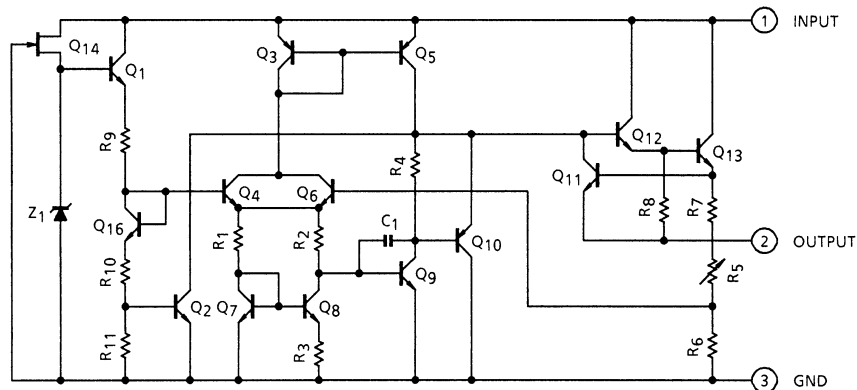 1 INPUT
Q14
Q1
Q3
Q5
Q12
Q13
R9
R4
Q11
Z1
Q16
Q4
Q6
R8
R7
C1
Q10
2 OUTPUT
R1
R2
R10
Q9
R5
Q2
Q7
Q8
R11
R3
R6
3 GND